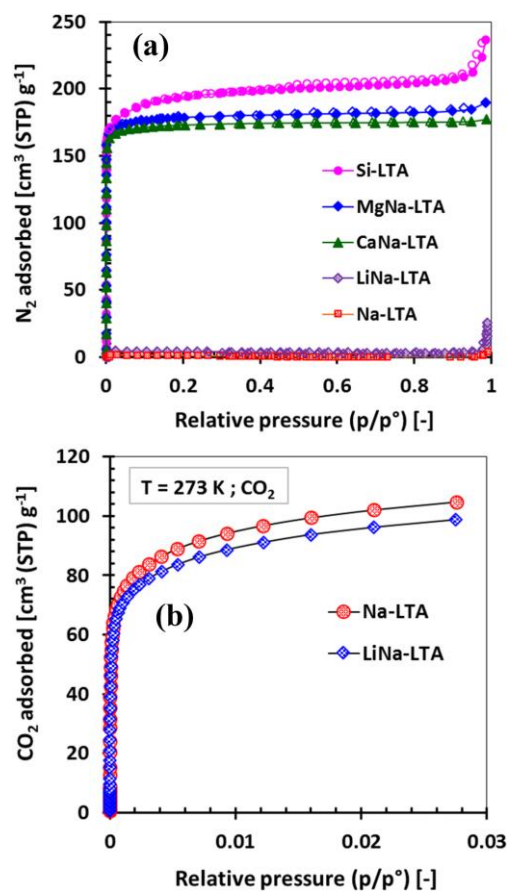 (a)
N₂ adsorbed [cm³ (STP) g⁻¹]
250
200
150
100
50
0
Si-LTA
MgNa-LTA
CaNa-LTA
LiNa-LTA
Na-LTA
0 0.2 0.4 0.6 0.8 1
Relative pressure (p/p°) [-]
CO₂ adsorbed [cm³ (STP) g⁻¹]
120
100
80
60
40
20
0
T = 273 K ; CO₂
Na-LTA
LiNa-LTA
(b)
0 0.01 0.02 0.03
Relative pressure (p/p°) [-]